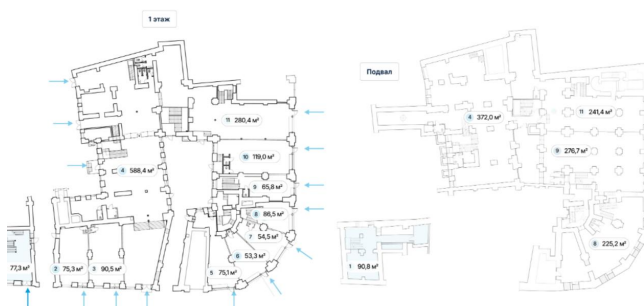 1 этаж
Подвал
11 280,4 м²
10 119,0 м²
9 65,8 м²
4 588,4 м²
8 86,5 м²
7 54,5 м²
6 53,3 м²
5 75,1 м²
77,3 м²
2 75,3 м²
3 90,5 м²
4 372,0 м²
11 241,4 м²
9 276,7 м²
8 225,2 м²
1 90,8 м²